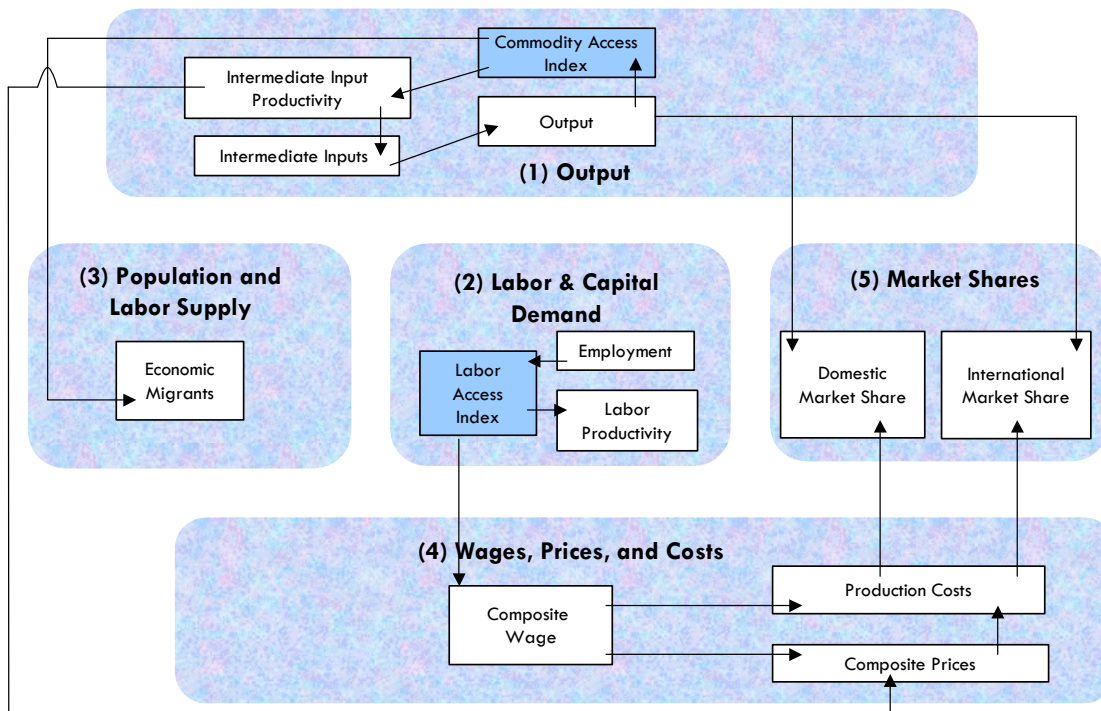 Commodity Access
Index
Intermediate Input
Productivity
Output
Intermediate Inputs
(1) Output
(3) Population and
Labor Supply
Economic
Migrants
(2) Labor & Capital
Demand
Employment
Labor
Access
Index
Labor
Productivity
(5) Market Shares
Domestic
Market Share
International
Market Share
(4) Wages, Prices, and Costs
Composite
Wage
Production Costs
Composite Prices